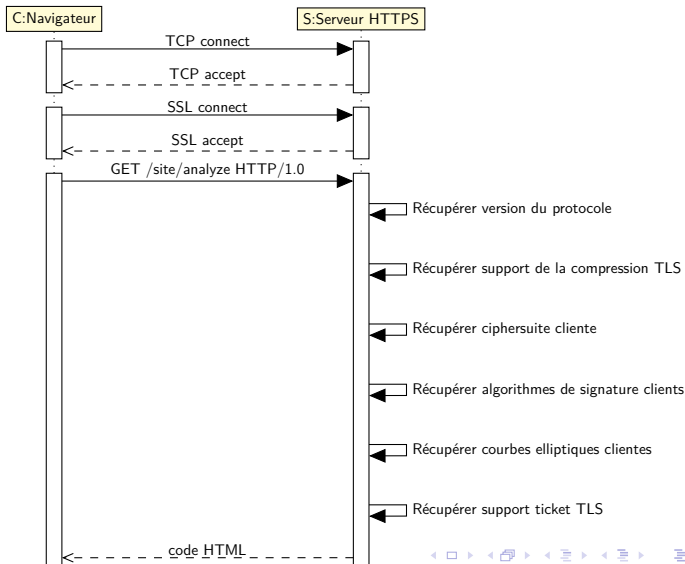 C:Navigateur
S:Serveur HTTPS
TCP connect
TCP accept
SSL connect
SSL accept
GET /site/analyze HTTP/1.0
Récupérer version du protocole
Récupérer support de la compression TLS
Récupérer ciphersuite cliente
Récupérer algorithmes de signature clients
Récupérer courbes elliptiques clientes
Récupérer support ticket TLS
code HTML